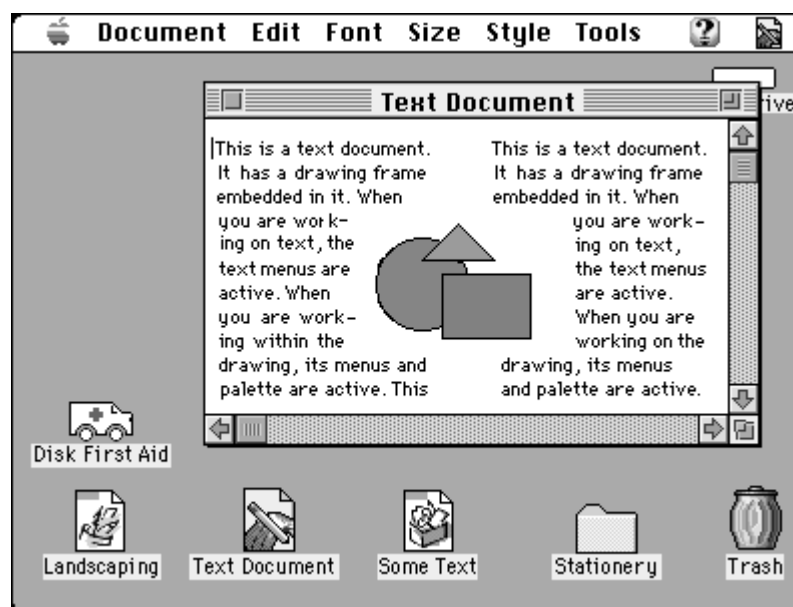 Document Edit Font Size Style Tools
Text Document
This is a text document.
It has a drawing frame
embedded in it. When
you are work-
ing on text, the
text menus are
active. When
you are work-
ing within the
drawing, its menus and
palette are active. This
This is a text document.
It has a drawing frame
embedded in it. When
you are work-
ing on text,
the text menus
are active.
When you are
working on the
drawing, its menus
and palette are active.
Disk First Aid
Landscaping
Text Document
Some Text
Stationery
Trash